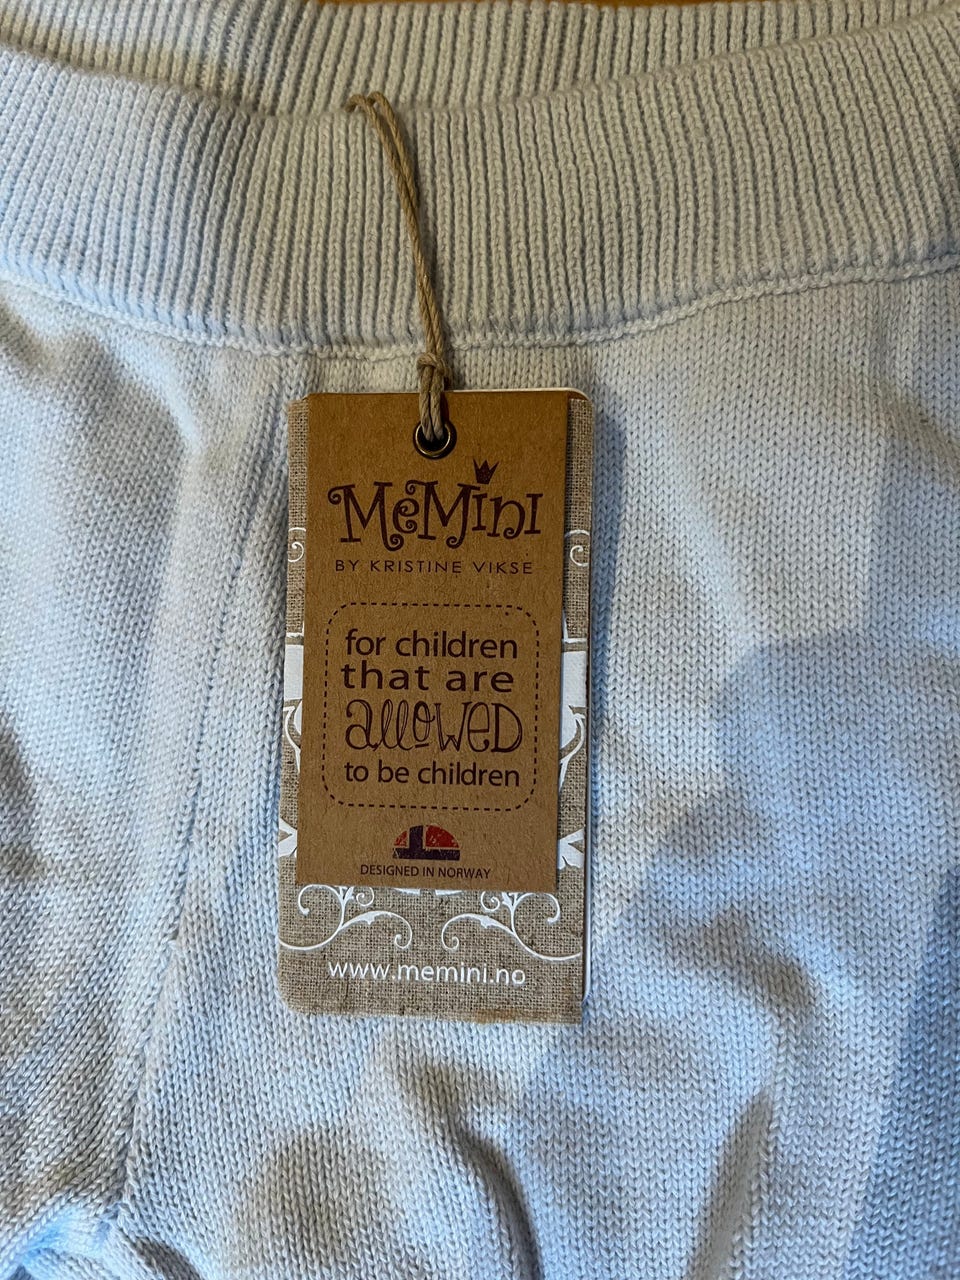 MeMini
BY KRISTINE VIKSE
for children
that are
allowed
to be children
DESIGNED IN NORWAY
www.memini.no